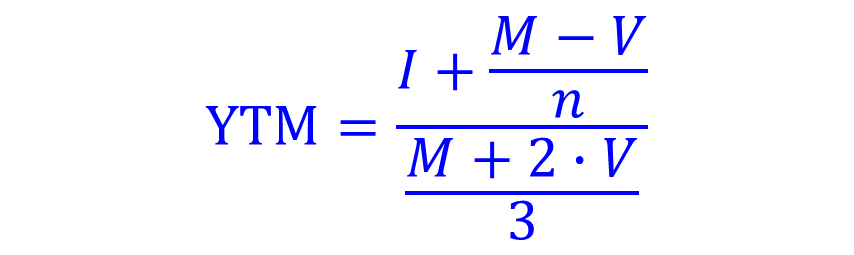 YTM = (I + (M − V)/n) / ((M + 2 · V)/3)